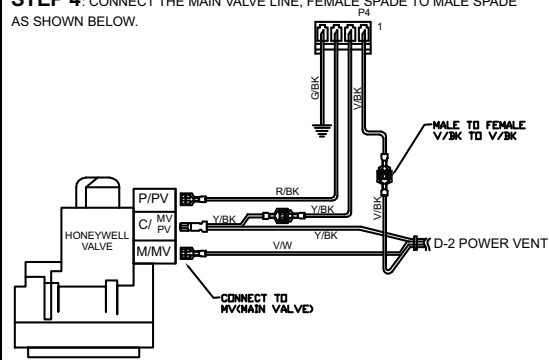 STEP 4: CONNECT THE MAIN VALVE LINE, FEMALE SPADE TO MALE SPADE
AS SHOWN BELOW.
P4
1
G/BK
V/BK
MALE TO FEMALE
V/BK TO V/BK
P/PV
R/BK
C/ MV
PV
Y/BK
Y/BK
V/BK
HONEYWELL
VALVE
Y/BK
D-2 POWER VENT
M/MV
V/W
CONNECT TO
MV(MAIN VALVE)